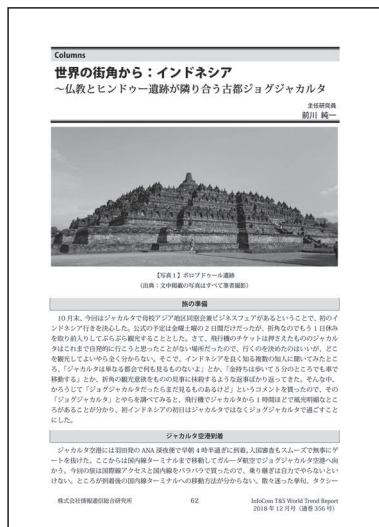 Columns
世界の街角から：インドネシア
～仏教とヒンドゥー遺跡が隣り合う古都ジョグジャカルタ
主任研究員
前川 純一
【写真1】ボロブドゥール遺跡
（出典：文中掲載の写真はすべて筆者撮影）
旅の準備
10月末、今回はジャカルタで母校アジア地区同窓会兼ビジネスフェアがあるということで、初のイ
ンドネシア行きを決心した。公式の予定は金曜土曜の2日間だけだったが、折角なのでもう1日休み
を取り前入りしてぶらぶら観光することとした。さて、飛行機のチケットは押さえたもののジャカル
タはこれまで自発的に行こうと思ったことがない場所だったので、行くのを決めたのはいいが、どこ
を観光してよいやら全く分からない。そこで、インドネシアを良く知る複数の知人に聞いてみたとこ
ろ、「ジャカルタは単なる都会で何も見るものないよ」とか、「金持ちは歩いて5分のところでも車で
移動する」とか、折角の観光意欲をものの見事に抹殺するような返事ばかり返ってきた。そんな中、
かろうじて「ジョグジャカルタだったらまだ見るものあるけど」というコメントを貰ったので、その
「ジョグジャカルタ」とやらを調べてみると、飛行機でジャカルタから1時間ほどで風光明媚なとこ
ろがあることが分かり、初インドネシアの初日はジャカルタではなくジョグジャカルタで過ごすこと
にした。
ジャカルタ空港到着
ジャカルタ空港には羽田発のANA深夜便で早朝4時半過ぎに到着。入国審査もスムーズで無事にゲ
ートを抜けた。ここからは国内線ターミナルまで移動してガルーダ航空でジョグジャカルタ空港へ向
かう。今回の旅は国際線アクセスと国内線をバラバラで買ったので、乗り継ぎは自力でやらないとい
けない。ところが到着後の国内線ターミナルへの移動方法が分からない。散々迷った挙句、タクシー
株式会社情報通信総合研究所
62
InfoCom T&S World Trend Report
2018年12月号（通巻356号）